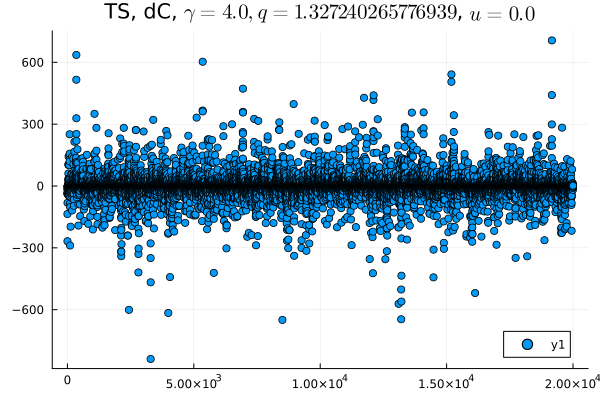 TS, dC, γ = 4.0, q = 1.327240265776939, u = 0.0
600
300
0
−300
−600
y1
0 5.00×10³ 1.00×10⁴ 1.50×10⁴ 2.00×10⁴